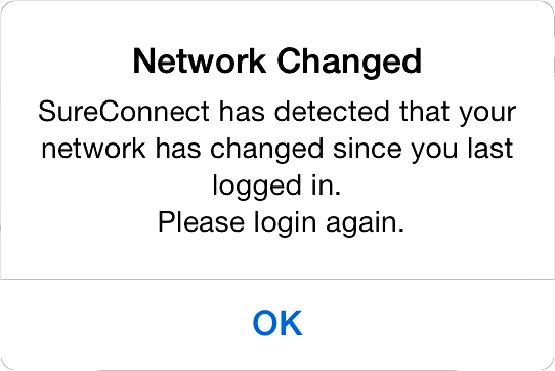 Network Changed
SureConnect has detected that your
network has changed since you last
logged in.
Please login again.
OK